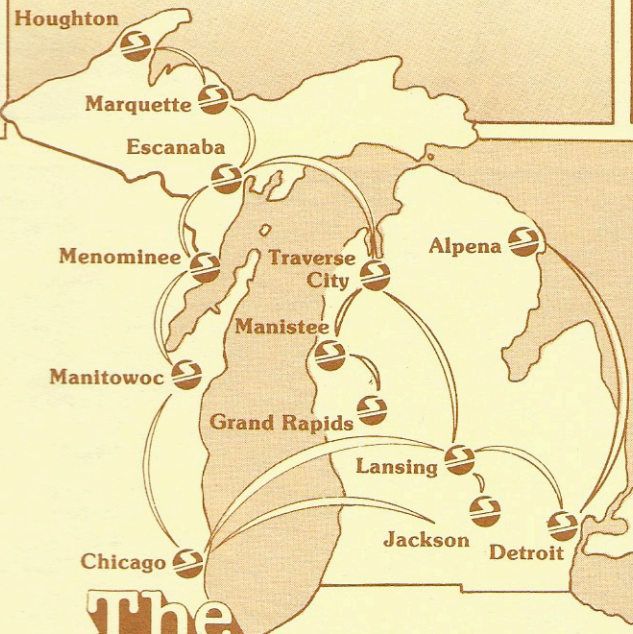 Houghton
Marquette
Escanaba
Menominee
Traverse
City
Alpena
Manistee
Manitowoc
Grand Rapids
Lansing
Jackson
Detroit
Chicago
The